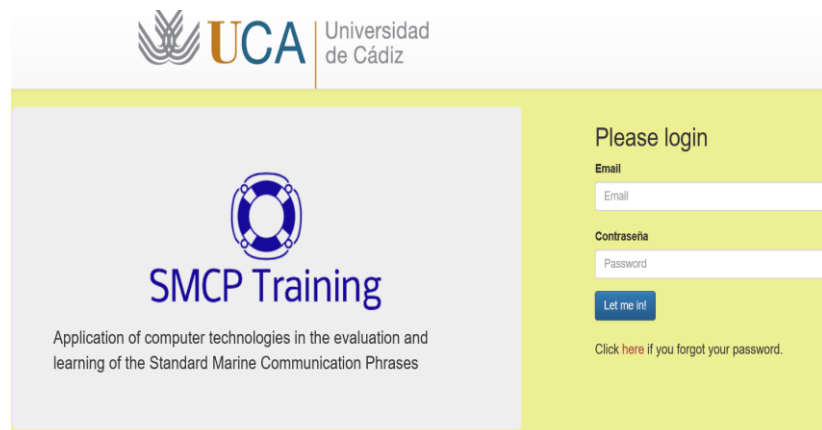 UCA Universidad
de Cádiz
SMCP Training
Application of computer technologies in the evaluation and
learning of the Standard Marine Communication Phrases
Please login
Email
Email
Contraseña
Password
Let me in!
Click here if you forgot your password.